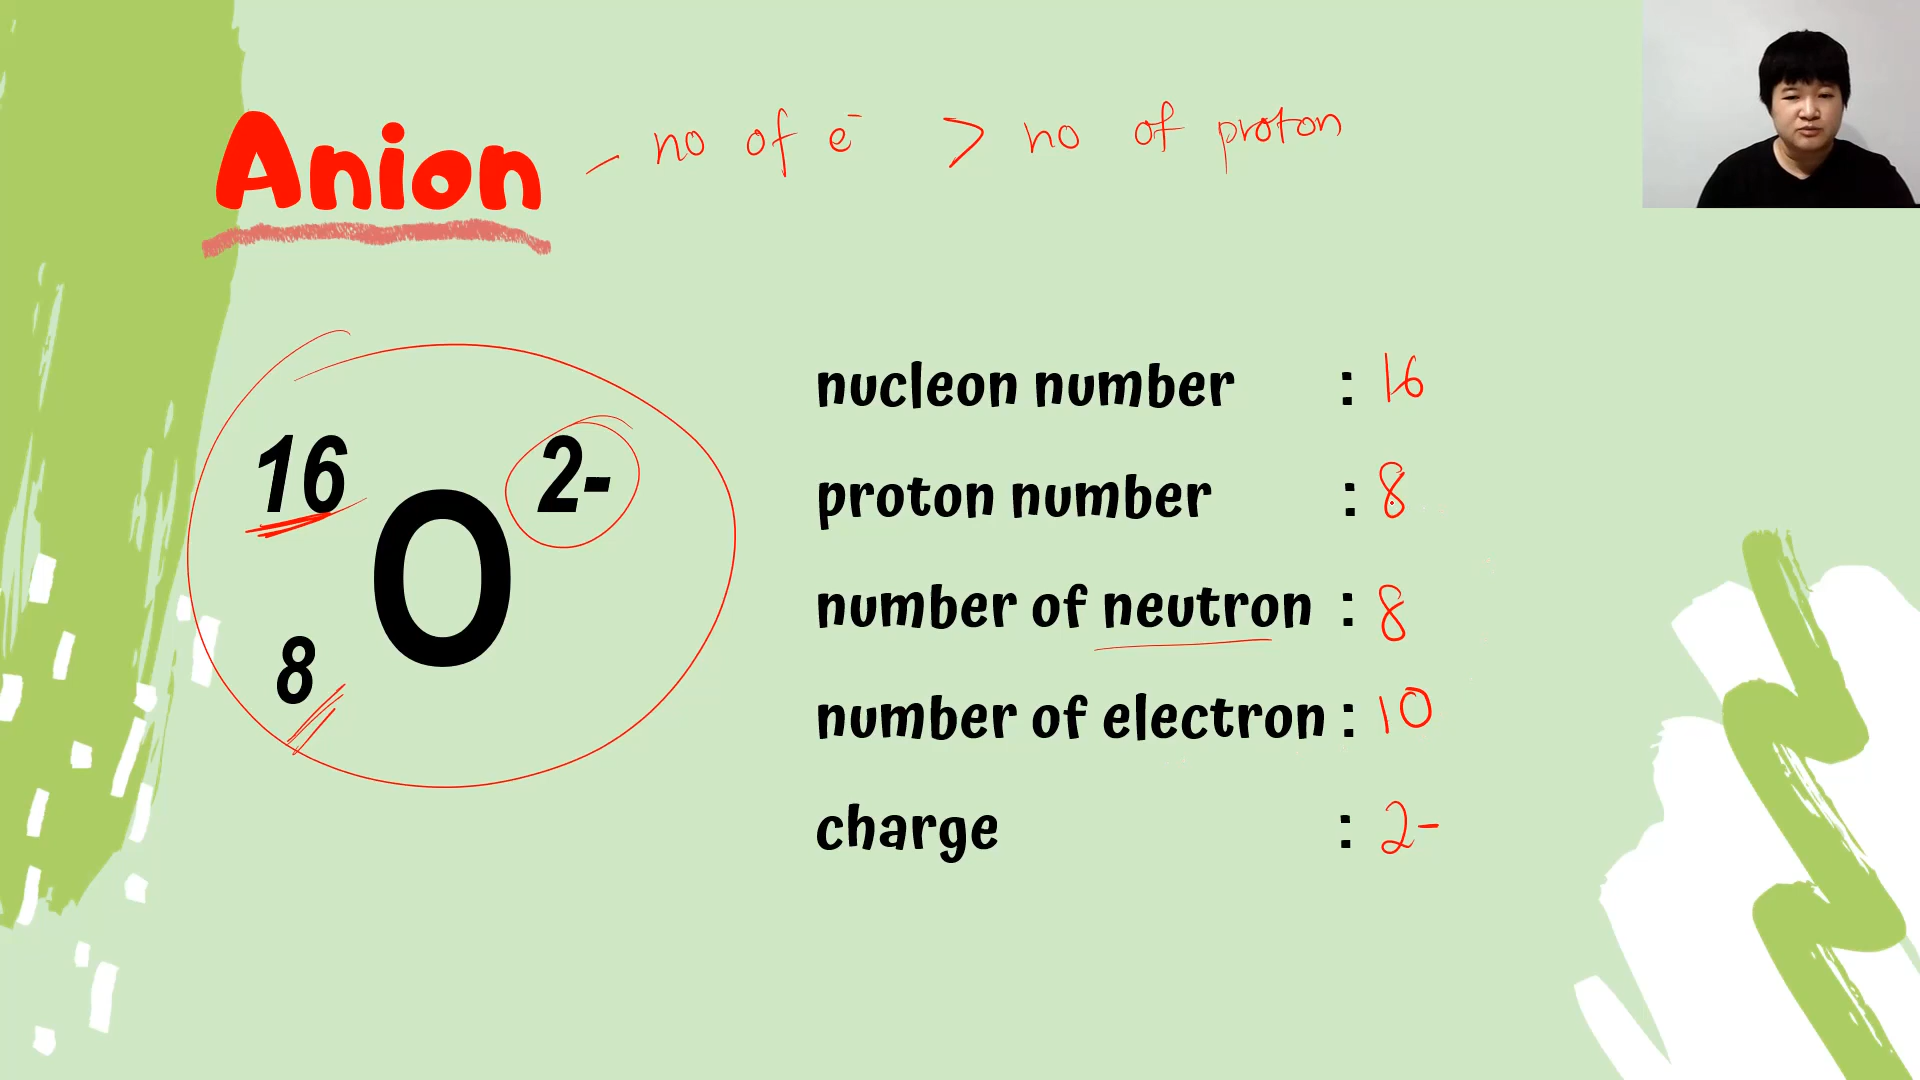 Anion - no of e⁻ > no of proton
16
2-
O
8
nucleon number : 16
proton number : 8
number of neutron : 8
number of electron : 10
charge : 2-